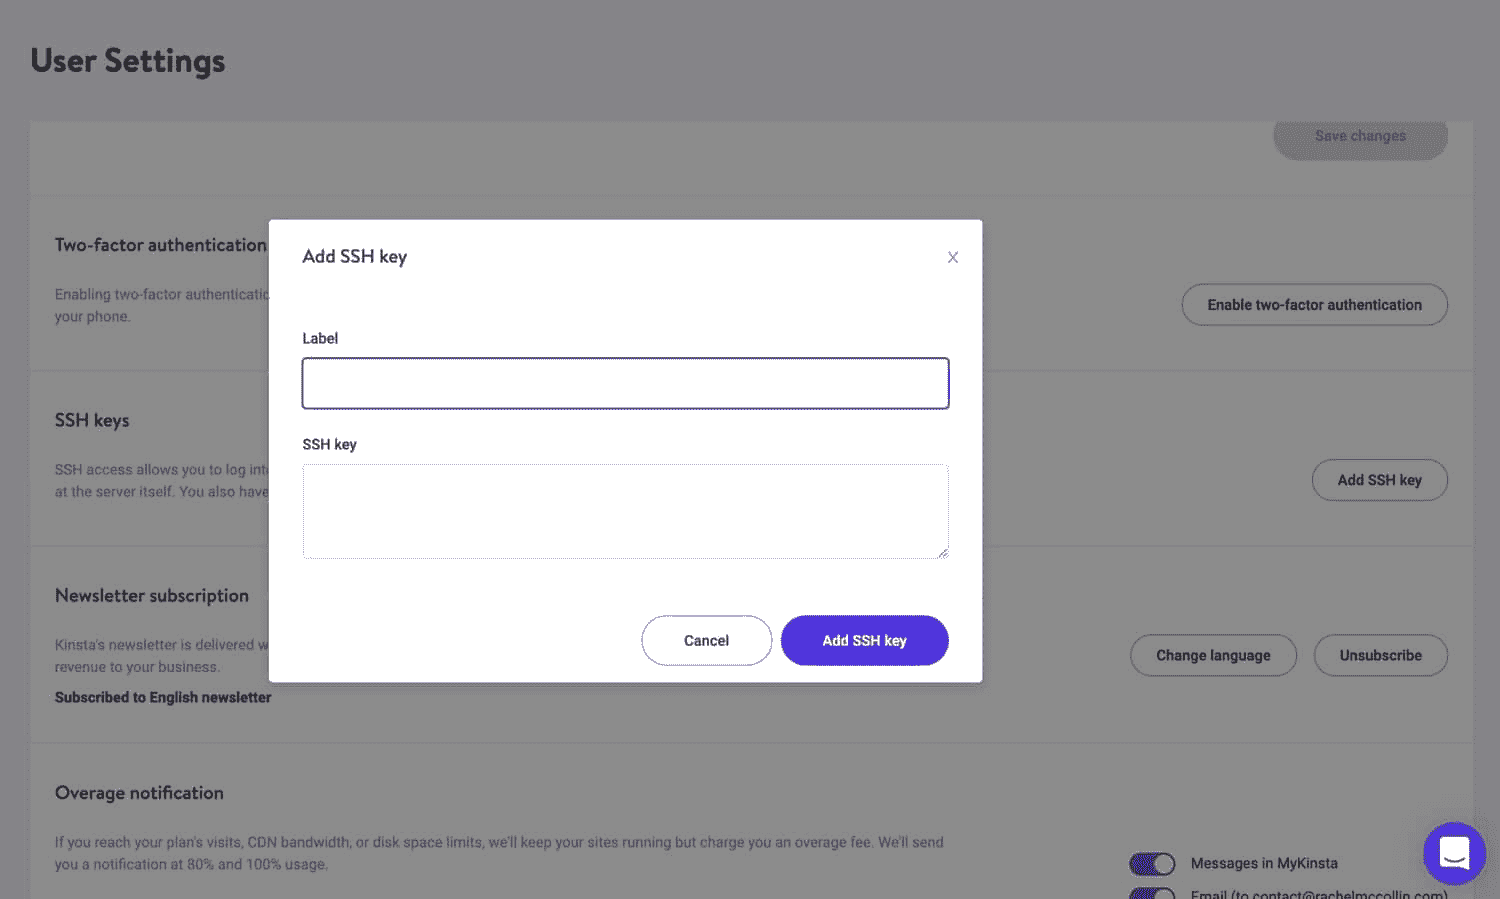 User Settings
Save changes
Two-factor authentication
Enabling two-factor
your phone.
Enable two-factor authentication
SSH keys
SSH access allows you to log
at the server itself. You also have
Add SSH key
Newsletter subscription
Kinsta's newsletter is delivered
revenue to your business.
Subscribed to English newsletter
Change language
Unsubscribe
Overage notification
If you reach your plan's visits, CDN bandwidth, or disk space limits, we'll keep your sites running but charge you an overage fee. We'll send
you a notification at 80% and 100% usage.
Messages in MyKinsta
Email (to contact@rachelmccollin.com)
Add SSH key
X
Label
SSH key
Cancel
Add SSH key